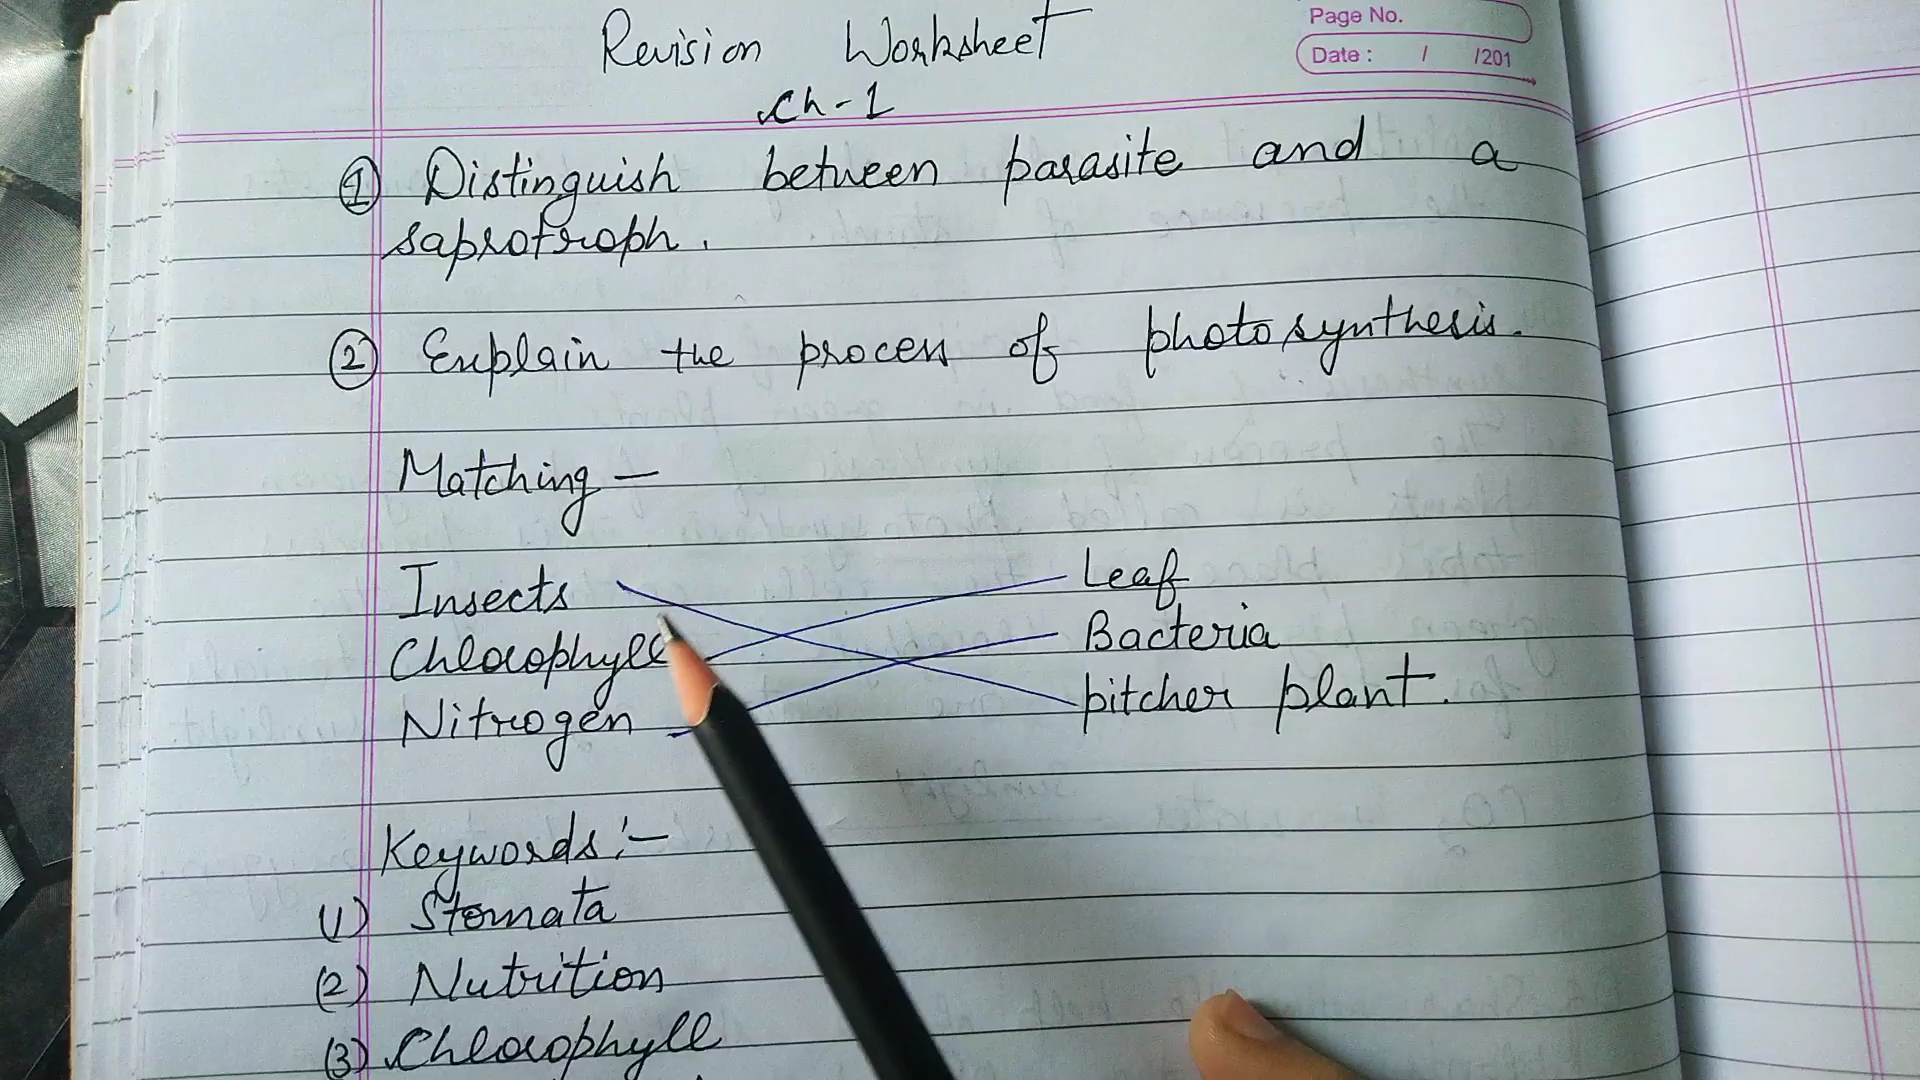 Page No.
Date : / /201
Revision Worksheet
Ch-1
① Distinguish between parasite and a
saprotroph.
② Explain the process of photosynthesis.
Matching –
Insects Leaf
Chlorophyll Bacteria
Nitrogen pitcher plant.
Keywords :-
(1) Stomata
(2) Nutrition
(3) Chlorophyll